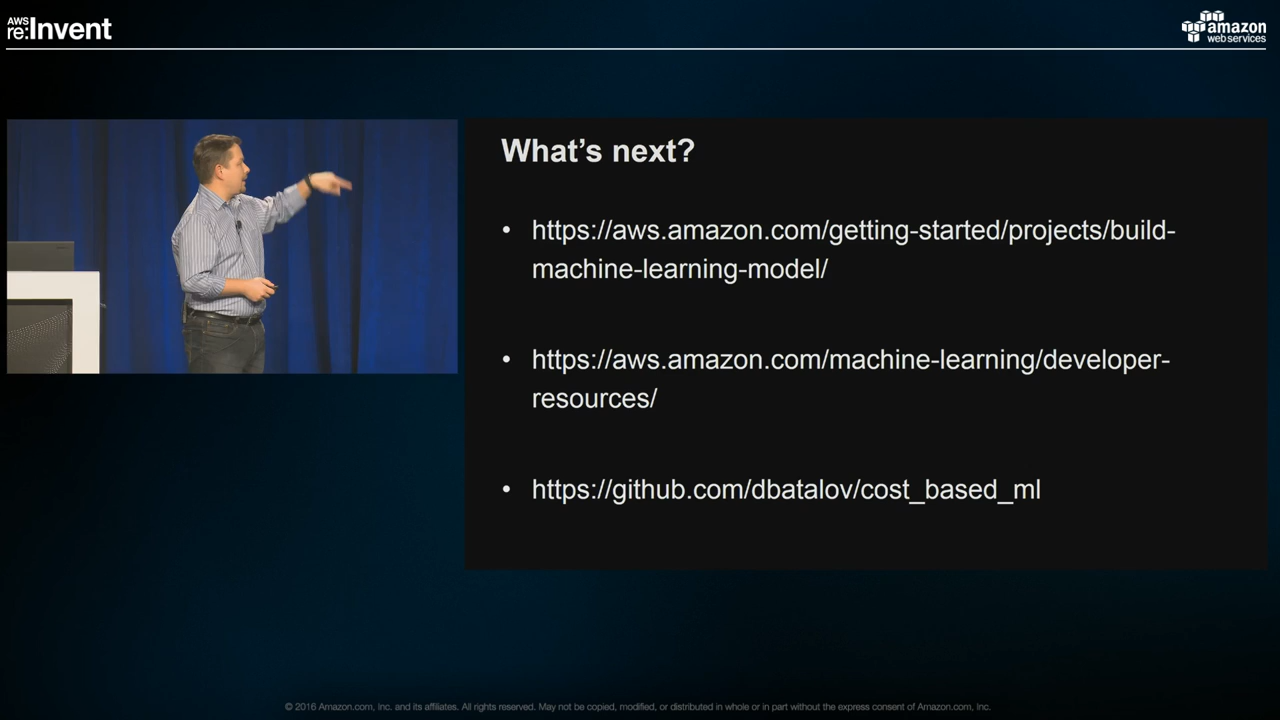 AWS
re:Invent
amazon
web services
What's next?
• https://aws.amazon.com/getting-started/projects/build-
machine-learning-model/
• https://aws.amazon.com/machine-learning/developer-
resources/
• https://github.com/dbatalov/cost_based_ml
© 2016 Amazon.com, Inc. and its affiliates. All rights reserved. May not be copied, modified, or distributed in whole or in part without the express consent of Amazon.com, Inc.